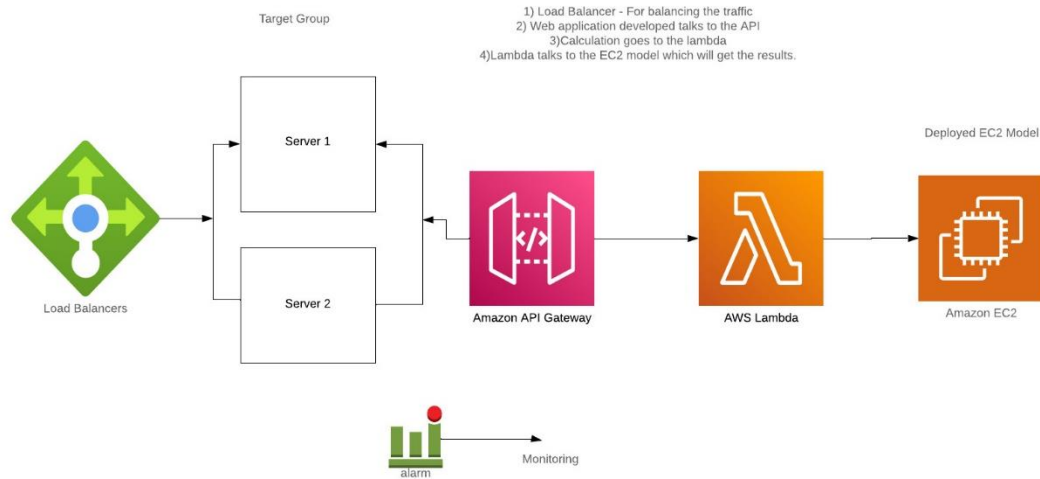 Target Group
1) Load Balancer - For balancing the traffic
2) Web application developed talks to the API
3)Calculation goes to the lambda
4)Lambda talks to the EC2 model which will get the results.
Server 1
Deployed EC2 Model
Load Balancers
Server 2
Amazon API Gateway
AWS Lambda
Amazon EC2
alarm
Monitoring